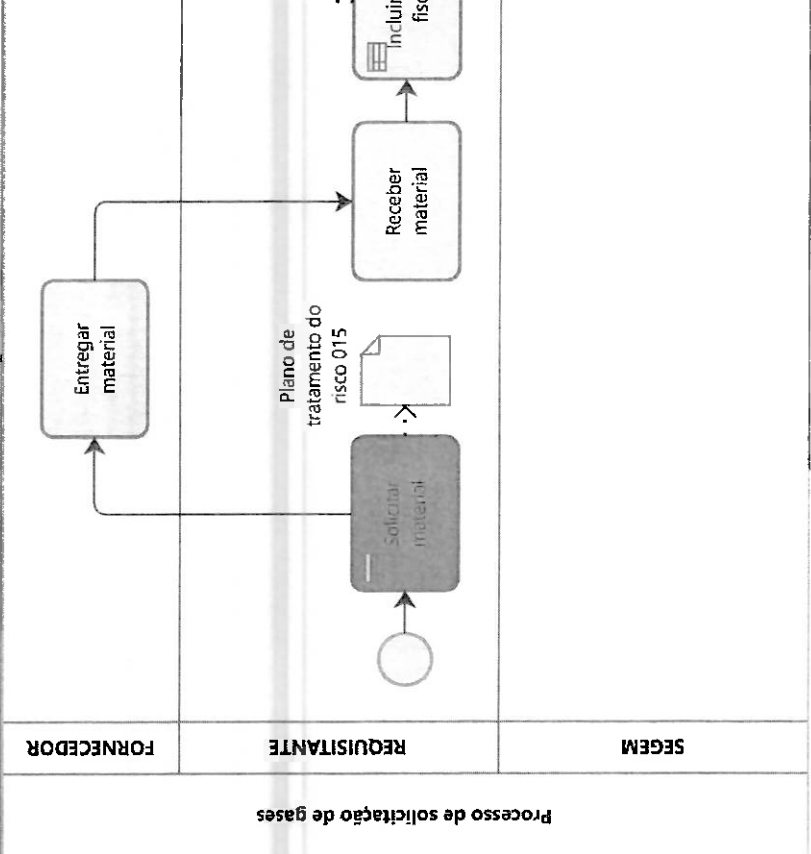 Processo de solicitação de gases
FORNECEDOR
REQUISITANTE
SEGEM
Entregar
material
Plano de
tratamento do
risco 015
Solicitar
material
Receber
material
Incluir